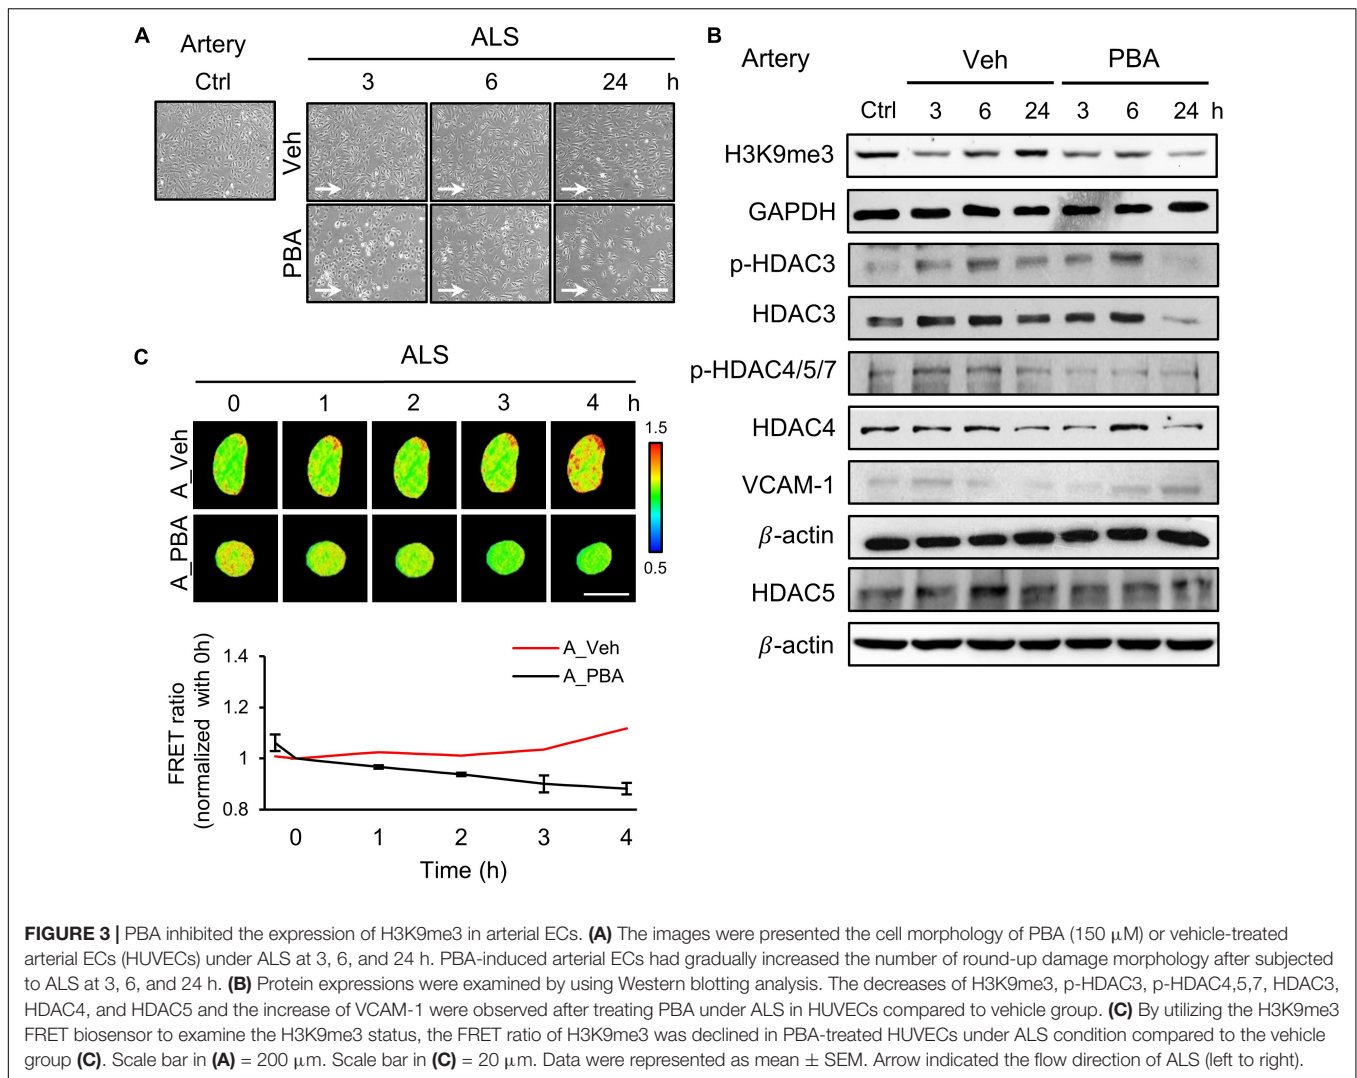 A
Artery
ALS
Ctrl
3 6 24 h
Veh
PBA
B
Artery
Veh PBA
Ctrl 3 6 24 3 6 24 h
H3K9me3
GAPDH
p-HDAC3
HDAC3
p-HDAC4/5/7
HDAC4
VCAM-1
β-actin
HDAC5
β-actin
C
ALS
0 1 2 3 4 h
A_Veh
A_PBA
1.5
0.5
A_Veh
A_PBA
FRET ratio
(normalized with 0h)
1.4
1.2
1
0.8
0 1 2 3 4
Time (h)
FIGURE 3 | PBA inhibited the expression of H3K9me3 in arterial ECs. (A) The images were presented the cell morphology of PBA (150 μM) or vehicle-treated
arterial ECs (HUVECs) under ALS at 3, 6, and 24 h. PBA-induced arterial ECs had gradually increased the number of round-up damage morphology after subjected
to ALS at 3, 6, and 24 h. (B) Protein expressions were examined by using Western blotting analysis. The decreases of H3K9me3, p-HDAC3, p-HDAC4,5,7, HDAC3,
HDAC4, and HDAC5 and the increase of VCAM-1 were observed after treating PBA under ALS in HUVECs compared to vehicle group. (C) By utilizing the H3K9me3
FRET biosensor to examine the H3K9me3 status, the FRET ratio of H3K9me3 was declined in PBA-treated HUVECs under ALS condition compared to the vehicle
group (C). Scale bar in (A) = 200 μm. Scale bar in (C) = 20 μm. Data were represented as mean ± SEM. Arrow indicated the flow direction of ALS (left to right).